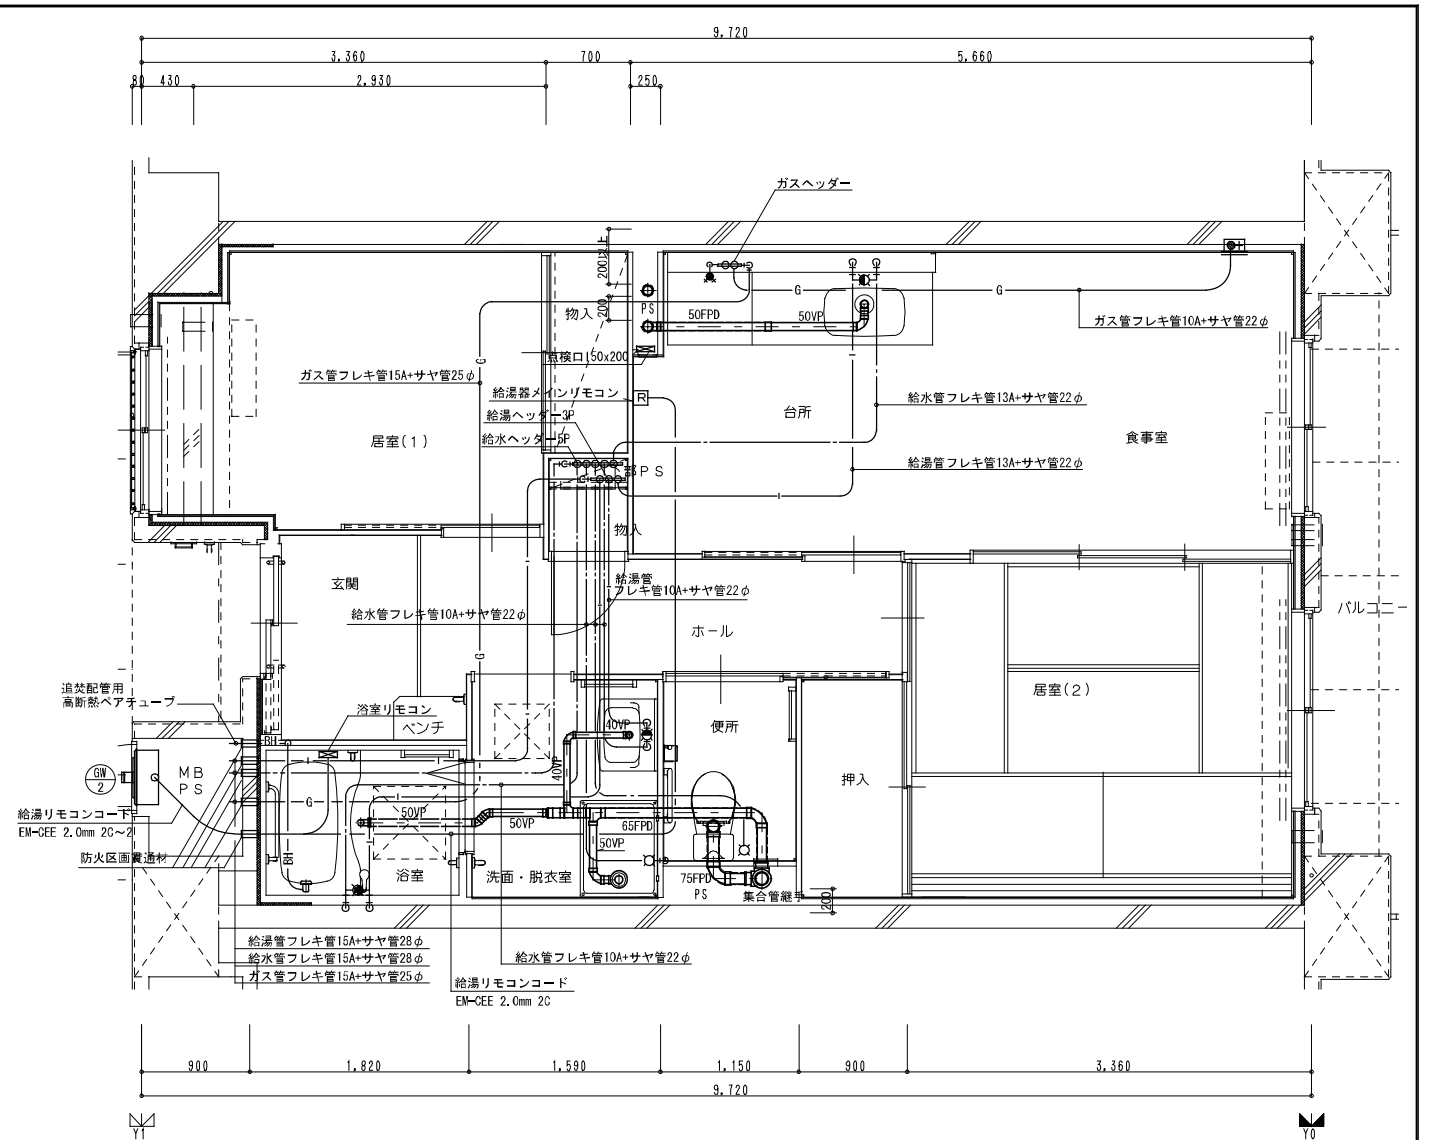 9,720
3,360
700
5,660
80
430
2,930
250
ガスヘッダー
200以上
200
物入
PS
50FPD
50VP
G
G
ガス管フレキ管10A+サヤ管22φ
点検口150x200
G
ガス管フレキ管15A+サヤ管25φ
給湯器メインリモコン
R
給湯ヘッダー3P
給水ヘッダー5P
台所
給水管フレキ管13A+サヤ管22φ
居室(1)
食事室
給湯管フレキ管13A+サヤ管22φ
PS
物入
玄関
給湯管
フレキ管10A+サヤ管22φ
給水管フレキ管10A+サヤ管22φ
ホール
バルコニー
G
追焚配管用
高断熱ペアチューブ
浴室リモコン
ベンチ
居室(2)
便所
40VP
BH
GW
2
MB
PS
40VP
押入
G
給湯リモコンコード
EM-CEE 2.0mm 2C～2
50VP
50VP
65FPD
50VP
防火区画貫通材
BH
浴室
洗面・脱衣室
75FPD
PS
集合管継手
200
給湯管フレキ管15A+サヤ管28φ
給水管フレキ管15A+サヤ管28φ
ガス管フレキ管15A+サヤ管25φ
給水管フレキ管10A+サヤ管22φ
給湯リモコンコード
EM-CEE 2.0mm 2C
900
1,820
1,590
1,150
900
3,360
9,720
Y1
Y0